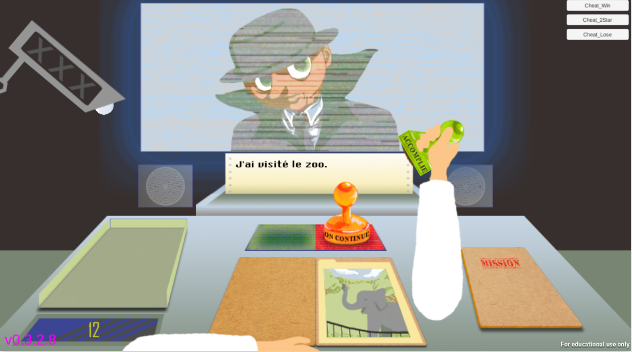 Cheat_Win
Cheat_2Star
Cheat_Lose
J'ai visité le zoo.
ACCOMPLIE
ON CONTINUE
MISSION
12
v0.3.2.8
For educational use only